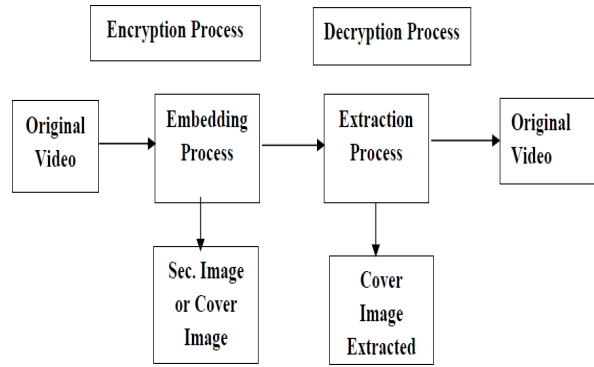 Encryption Process
Decryption Process
Original
Video
Embedding
Process
Extraction
Process
Original
Video
Sec. Image
or Cover
Image
Cover
Image
Extracted